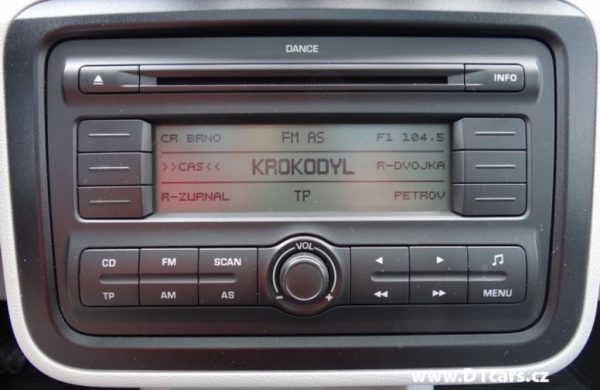 DANCE
INFO
CR BRNO FM AS F1 104.5
>>CAS<< KROKODYL R-DVOJKA
R-ZURNAL TP PETROV
CD FM SCAN VOL
TP AM AS - + MENU
www.D1cars.cz